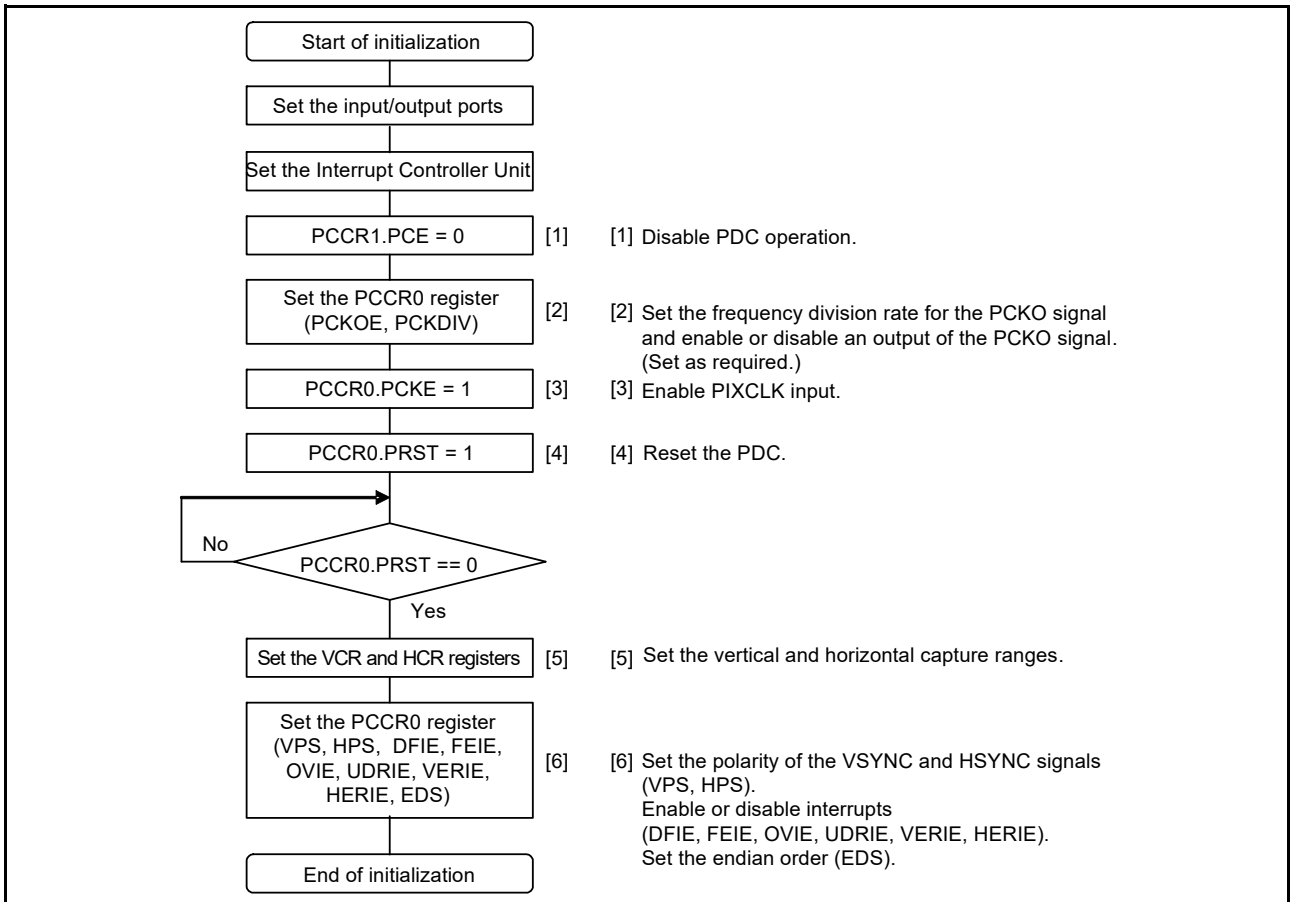 Start of initialization
Set the input/output ports
Set the Interrupt Controller Unit
PCCR1.PCE = 0 [1] [1] Disable PDC operation.
Set the PCCR0 register
(PCKOE, PCKDIV)
[2] [2] Set the frequency division rate for the PCKO signal
and enable or disable an output of the PCKO signal.
(Set as required.)
PCCR0.PCKE = 1 [3] [3] Enable PIXCLK input.
PCCR0.PRST = 1 [4] [4] Reset the PDC.
No
PCCR0.PRST == 0
Yes
Set the VCR and HCR registers [5] [5] Set the vertical and horizontal capture ranges.
Set the PCCR0 register
(VPS, HPS, DFIE, FEIE,
OVIE, UDRIE, VERIE,
HERIE, EDS)
[6] [6] Set the polarity of the VSYNC and HSYNC signals
(VPS, HPS).
Enable or disable interrupts
(DFIE, FEIE, OVIE, UDRIE, VERIE, HERIE).
Set the endian order (EDS).
End of initialization